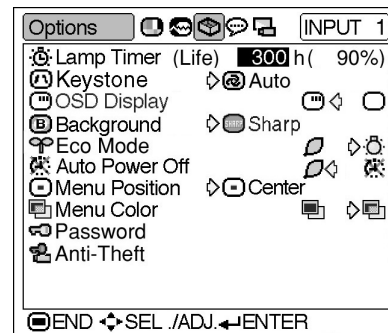 Options INPUT 1
Lamp Timer (Life) 300 h( 90%)
Keystone Auto
OSD Display
B Background SHARP Sharp
Eco Mode
Auto Power Off
Menu Position Center
Menu Color
Password
Anti-Theft
END SEL ./ADJ. ENTER